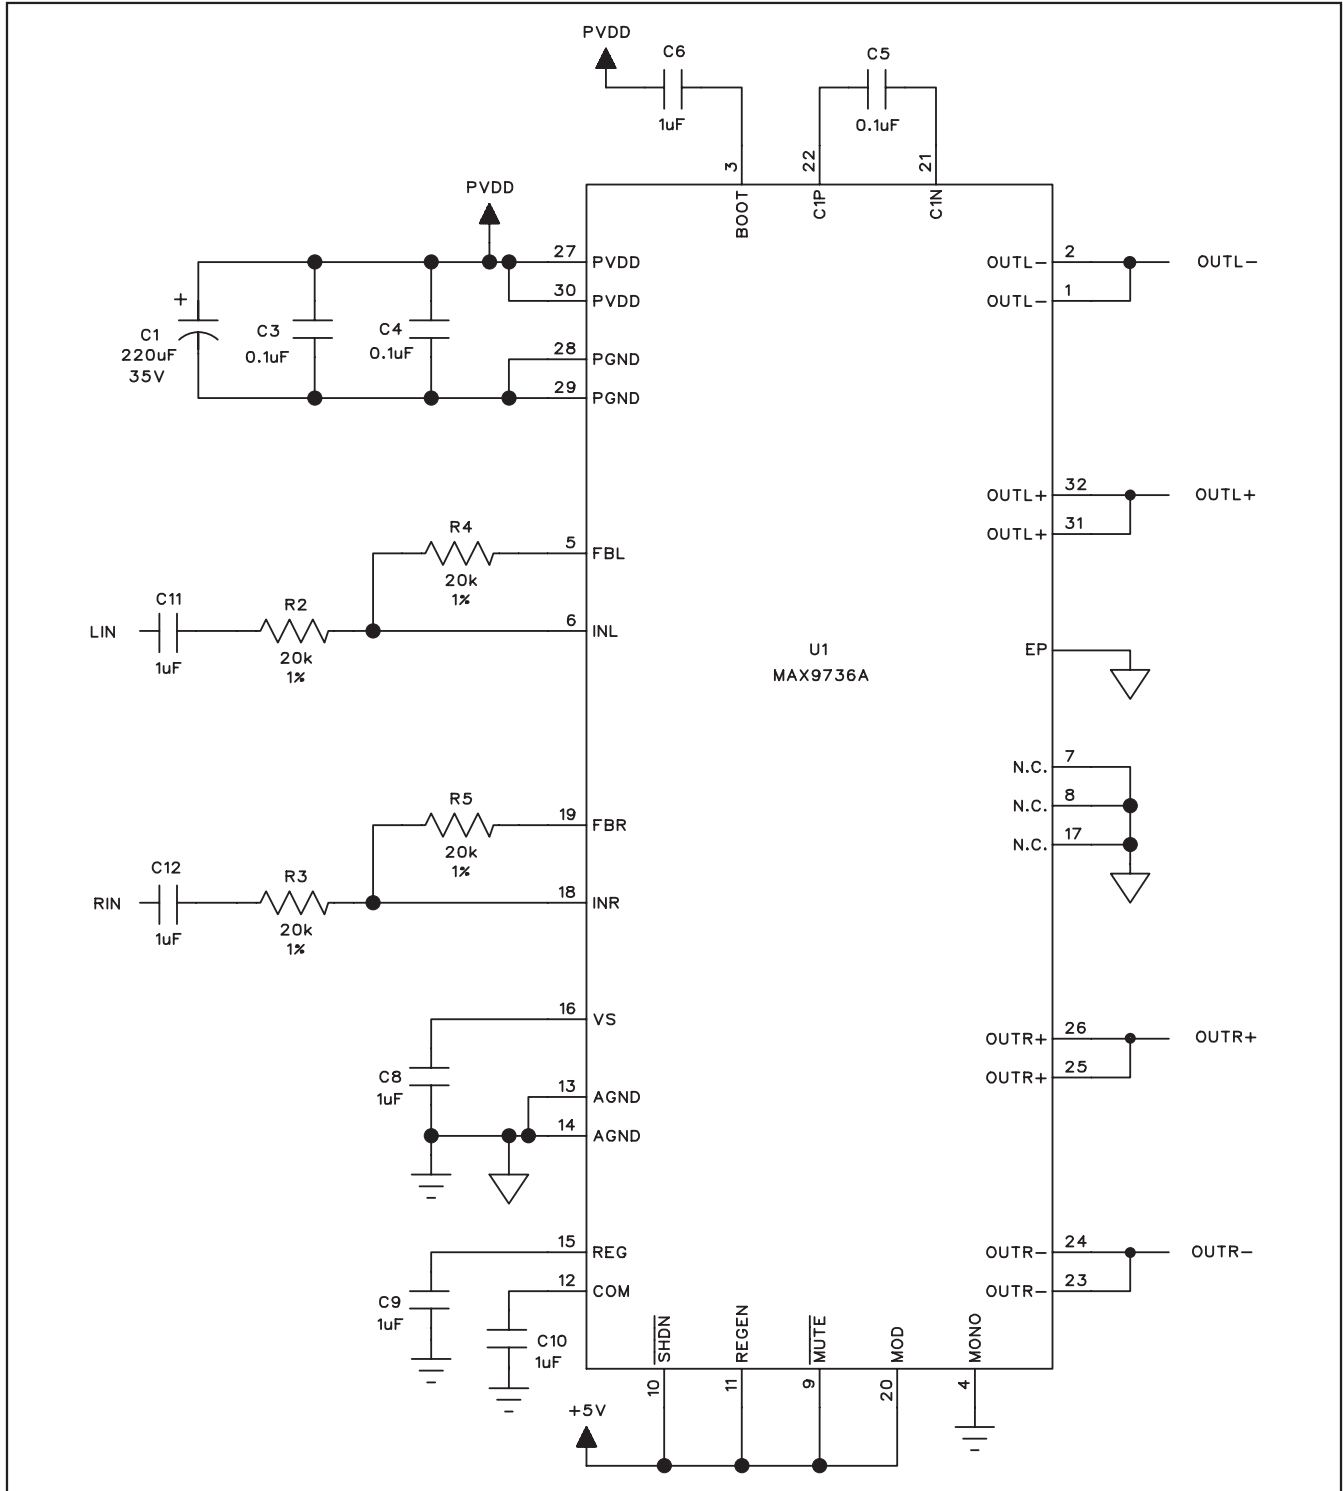 PVDD
C6
1uF
C5
0.1uF
3
22
21
BOOT
C1P
C1N
PVDD
27
PVDD
30
PVDD
28
PGND
29
PGND
+
C1
220uF
35V
C3
0.1uF
C4
0.1uF
OUTL-
2
OUTL-
OUTL-
1
OUTL+
32
OUTL+
OUTL+
31
R4
20k
1%
5
FBL
C11
LIN
1uF
R2
20k
1%
6
INL
U1
MAX9736A
EP
N.C.
7
N.C.
8
N.C.
17
R5
20k
1%
19
FBR
C12
RIN
1uF
R3
20k
1%
18
INR
16
VS
C8
1uF
13
AGND
14
AGND
OUTR+
26
OUTR+
OUTR+
25
15
REG
12
COM
C9
1uF
C10
1uF
OUTR-
24
OUTR-
OUTR-
23
SHDN
REGEN
MUTE
MOD
MONO
10
11
9
20
4
+5V